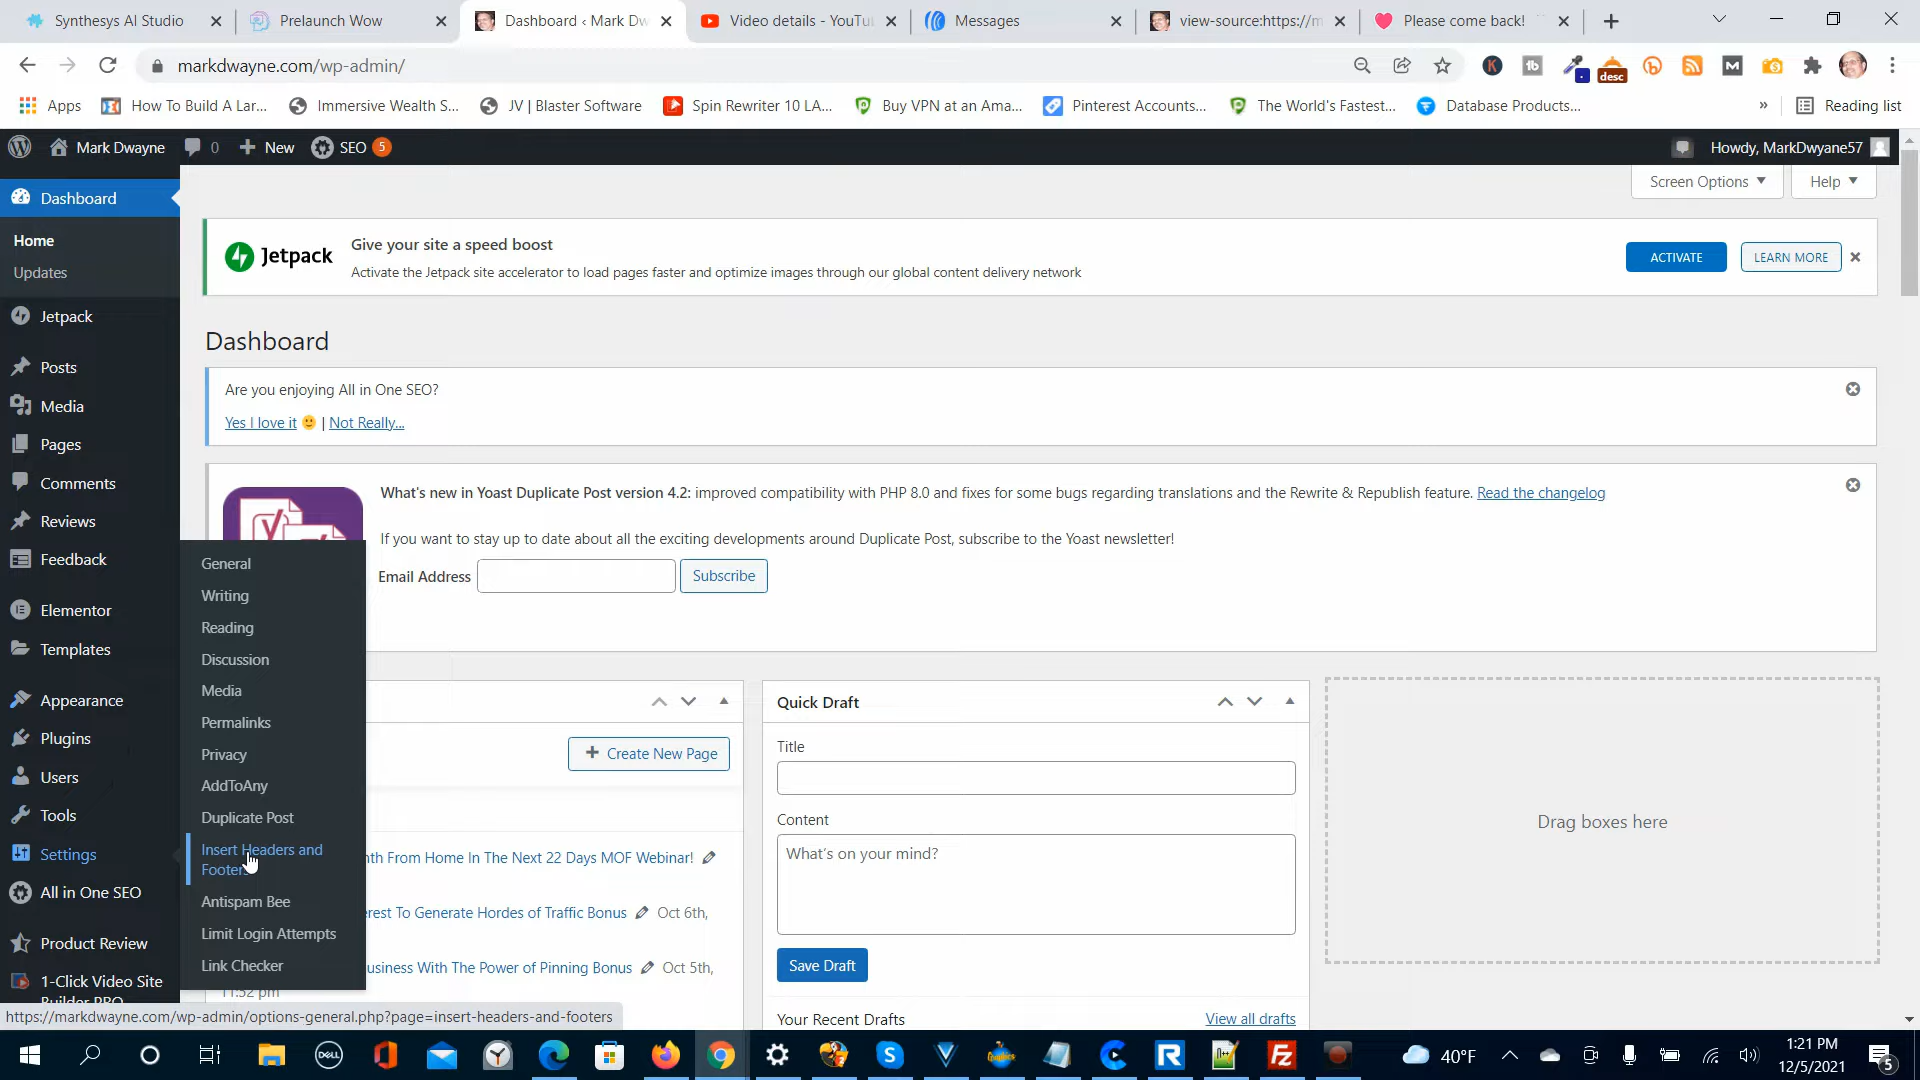 Synthesys AI Studio
Prelaunch Wow
Dashboard ‹ Mark Dw
Video details - YouTu
Messages
view-source:https://m
Please come back!
markdwayne.com/wp-admin/
desc
Apps
How To Build A Lar...
Immersive Wealth S...
JV | Blaster Software
Spin Rewriter 10 LA...
Buy VPN at an Ama...
Pinterest Accounts...
The World's Fastest...
Database Products...
»
Reading list
Mark Dwayne
0
New
SEO 5
Howdy, MarkDwyane57
Screen Options
Help
Dashboard
Home
Updates
Jetpack
Posts
Media
Pages
Comments
Reviews
Feedback
Elementor
Templates
Appearance
Plugins
Users
Tools
Settings
All in One SEO
Product Review
1-Click Video Site
Builder PRO
Jetpack
Give your site a speed boost
Activate the Jetpack site accelerator to load pages faster and optimize images through our global content delivery network
ACTIVATE
LEARN MORE
Dashboard
Are you enjoying All in One SEO?
Yes I love it 🙂 | Not Really...
What's new in Yoast Duplicate Post version 4.2: improved compatibility with PHP 8.0 and fixes for some bugs regarding translations and the Rewrite & Republish feature. Read the changelog
If you want to stay up to date about all the exciting developments around Duplicate Post, subscribe to the Yoast newsletter!
Email Address
Subscribe
General
Writing
Reading
Discussion
Media
Permalinks
Privacy
AddToAny
Duplicate Post
Insert Headers and
Footers
Antispam Bee
Limit Login Attempts
Link Checker
Create New Page
nth From Home In The Next 22 Days MOF Webinar!
erest To Generate Hordes of Traffic Bonus Oct 6th,
usiness With The Power of Pinning Bonus Oct 5th,
11:52 pm
Quick Draft
Title
Content
What's on your mind?
Save Draft
Your Recent Drafts
View all drafts
Drag boxes here
https://markdwayne.com/wp-admin/options-general.php?page=insert-headers-and-footers
40°F
1:21 PM
12/5/2021
5